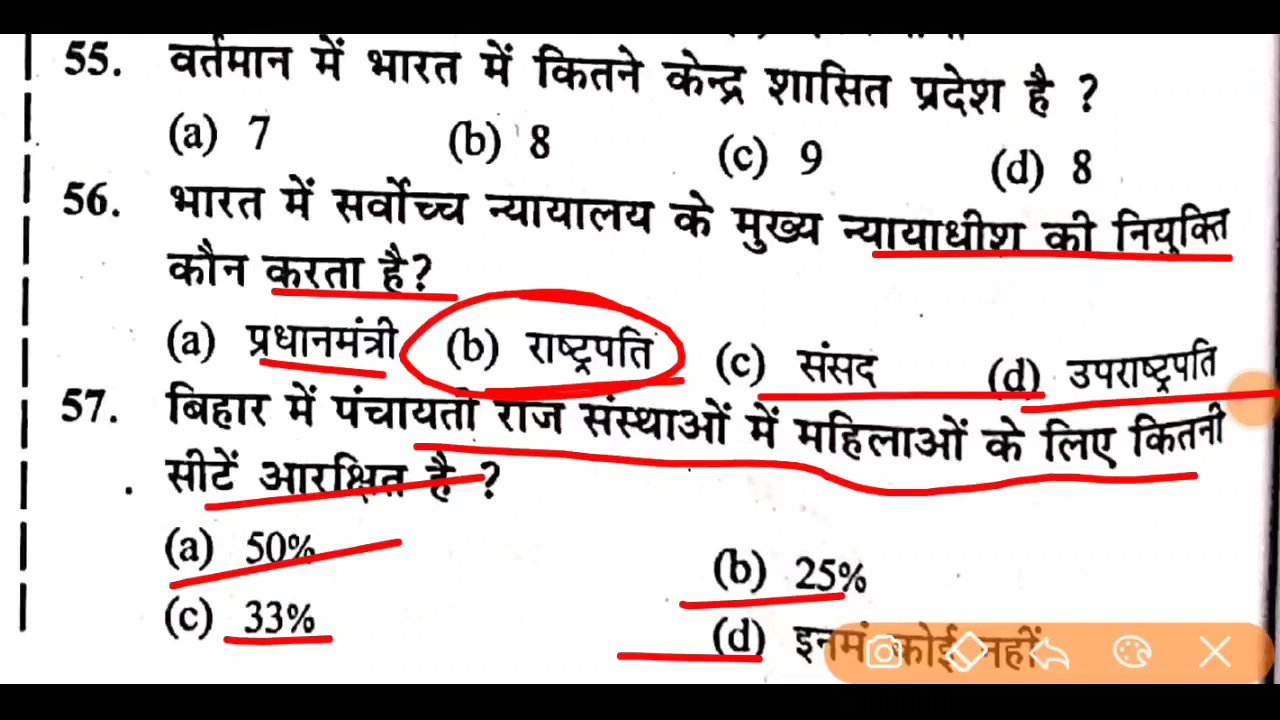 55. वर्तमान में भारत में कितने केन्द्र शासित प्रदेश है ?
(a) 7 (b) 8 (c) 9 (d) 8
56. भारत में सर्वोच्च न्यायालय के मुख्य न्यायाधीश की नियुक्ति
कौन करता है?
(a) प्रधानमंत्री (b) राष्ट्रपति (c) संसद (d) उपराष्ट्रपति
57. बिहार में पंचायती राज संस्थाओं में महिलाओं के लिए कितनी
सीटें आरक्षित है ?
(a) 50% (b) 25%
(c) 33% (d) इनमें कोई नहीं